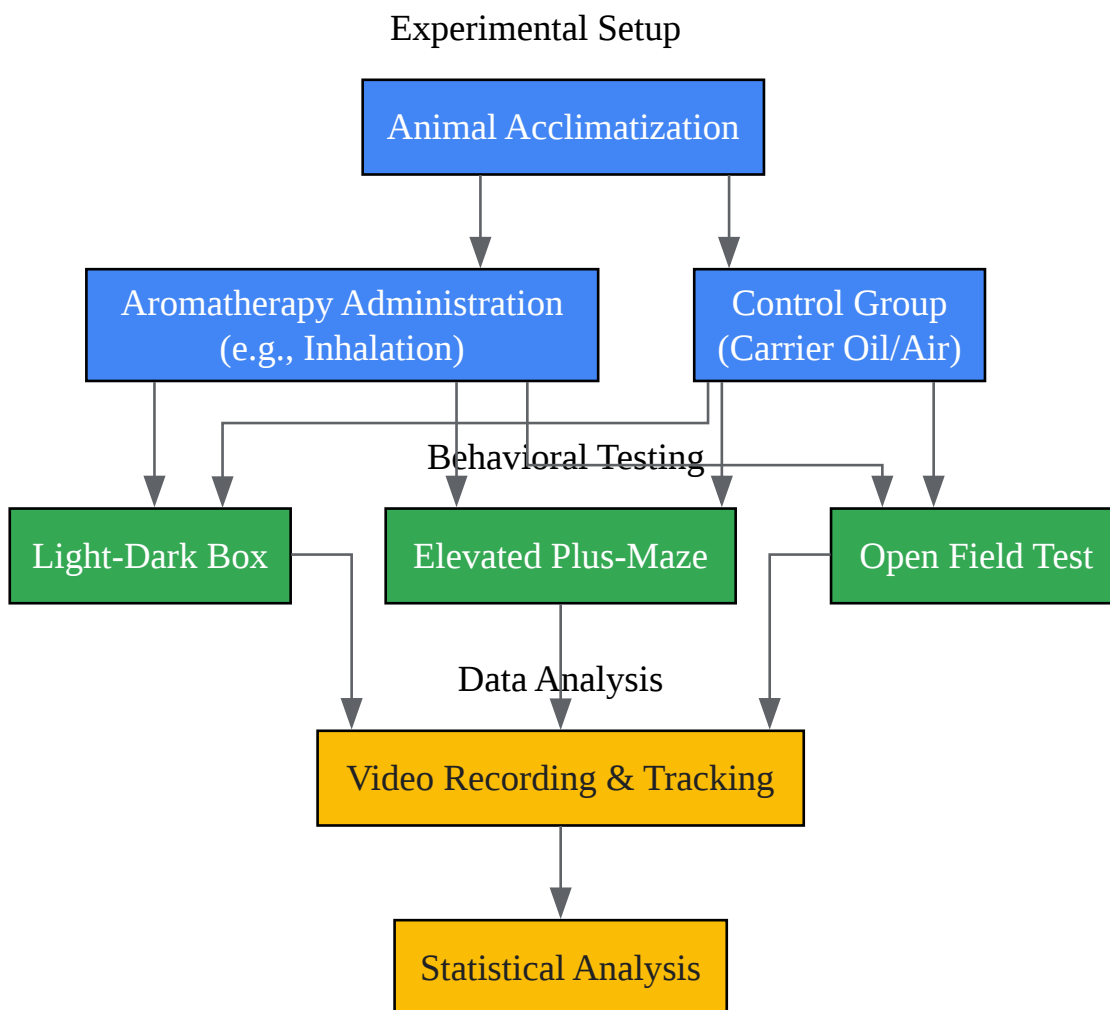 Experimental Setup
Animal Acclimatization
Aromatherapy Administration
(e.g., Inhalation)
Control Group
(Carrier Oil/Air)
Behavioral Testing
Light-Dark Box
Elevated Plus-Maze
Open Field Test
Data Analysis
Video Recording & Tracking
Statistical Analysis